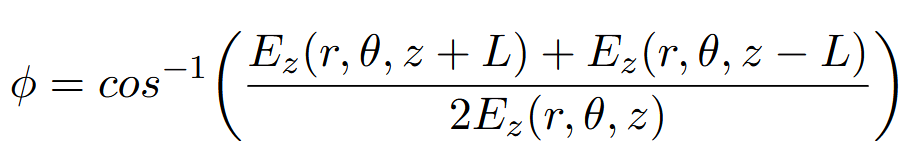 ϕ = cos⁻¹( (E_z(r, θ, z + L) + E_z(r, θ, z − L)) / (2E_z(r, θ, z)) )